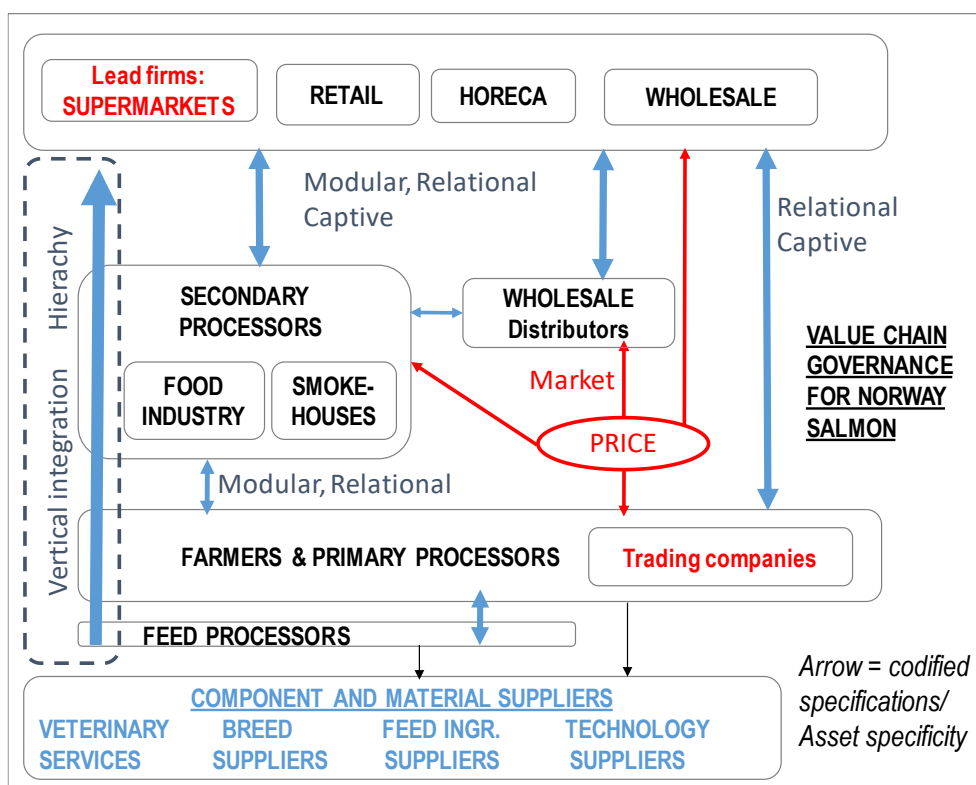 Lead firms:
SUPERMARKETS
RETAIL
HORECA
WHOLESALE
Modular, Relational
Captive
Relational
Captive
Vertical integration Hierachy
SECONDARY
PROCESSORS
WHOLESALE
Distributors
FOOD
INDUSTRY
SMOKE-
HOUSES
Market
PRICE
VALUE CHAIN
GOVERNANCE
FOR NORWAY
SALMON
Modular, Relational
FARMERS & PRIMARY PROCESSORS
Trading companies
FEED PROCESSORS
COMPONENT AND MATERIAL SUPPLIERS
VETERINARY
SERVICES
BREED
SUPPLIERS
FEED INGR.
SUPPLIERS
TECHNOLOGY
SUPPLIERS
Arrow = codified
specifications/
Asset specificity